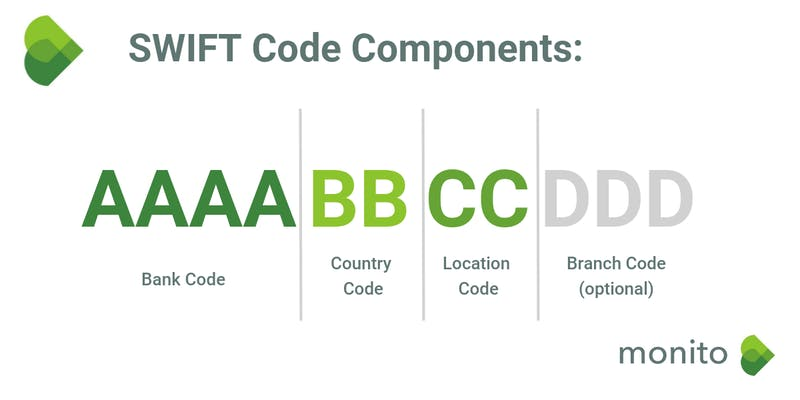 SWIFT Code Components:
AAAA BB CC DDD
Bank Code
Country
Code
Location
Code
Branch Code
(optional)
monito